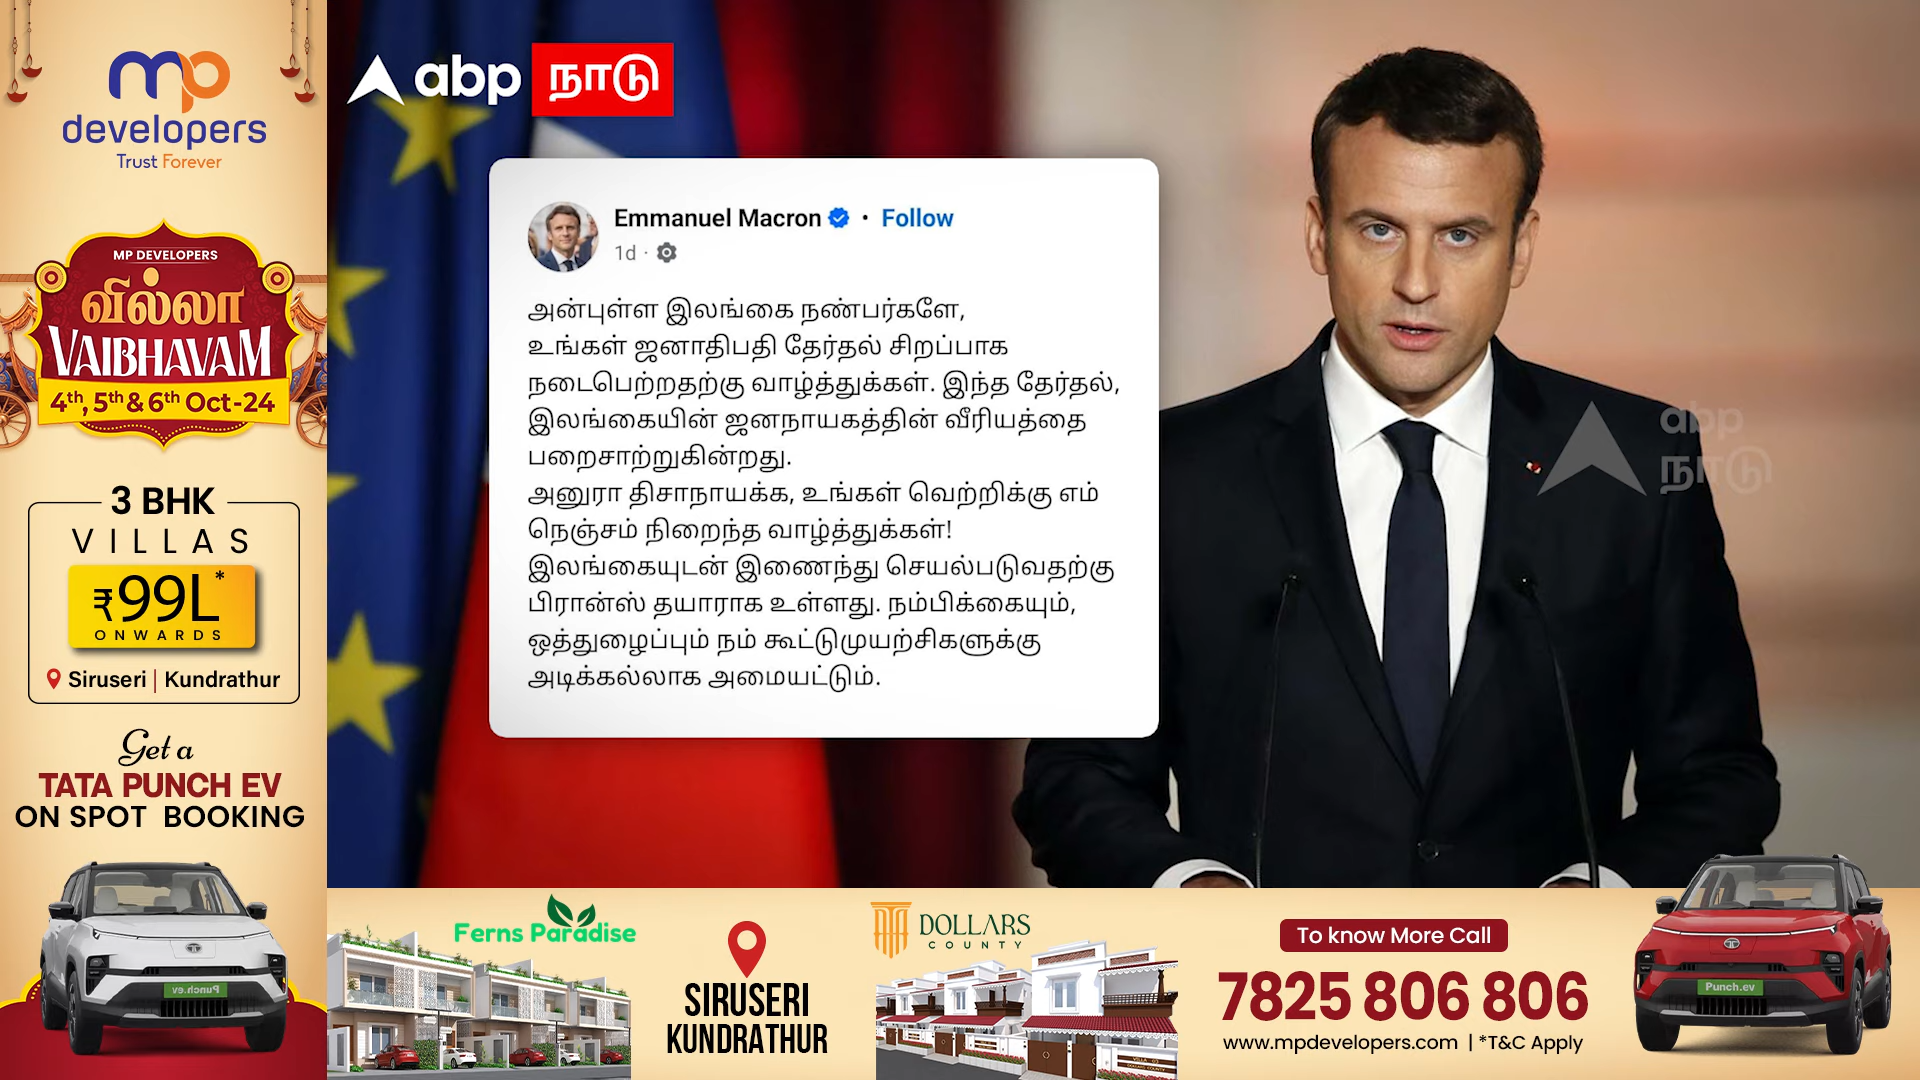 mp
developers
Trust Forever
MP DEVELOPERS
வில்லா
VAIBHAVAM
4th, 5th & 6th Oct-24
3 BHK
VILLAS
₹99L*
ONWARDS
Siruseri | Kundrathur
Get a
TATA PUNCH EV
ON SPOT BOOKING
Punch.ev
abp நாடு
Emmanuel Macron · Follow
1d ·
அன்புள்ள இலங்கை நண்பர்களே,
உங்கள் ஜனாதிபதி தேர்தல் சிறப்பாக
நடைபெற்றதற்கு வாழ்த்துக்கள். இந்த தேர்தல்,
இலங்கையின் ஜனநாயகத்தின் வீரியத்தை
பறைசாற்றுகின்றது.
அனுரா திசாநாயக்க, உங்கள் வெற்றிக்கு எம்
நெஞ்சம் நிறைந்த வாழ்த்துக்கள்!
இலங்கையுடன் இணைந்து செயல்படுவதற்கு
பிரான்ஸ் தயாராக உள்ளது. நம்பிக்கையும்,
ஒத்துழைப்பும் நம் கூட்டுமுயற்சிகளுக்கு
அடிக்கல்லாக அமையட்டும்.
abp
நாடு
Ferns Paradise
SIRUSERI
KUNDRATHUR
DOLLARS
COUNTY
To know More Call
7825 806 806
www.mpdevelopers.com | *T&C Apply
Punch.ev